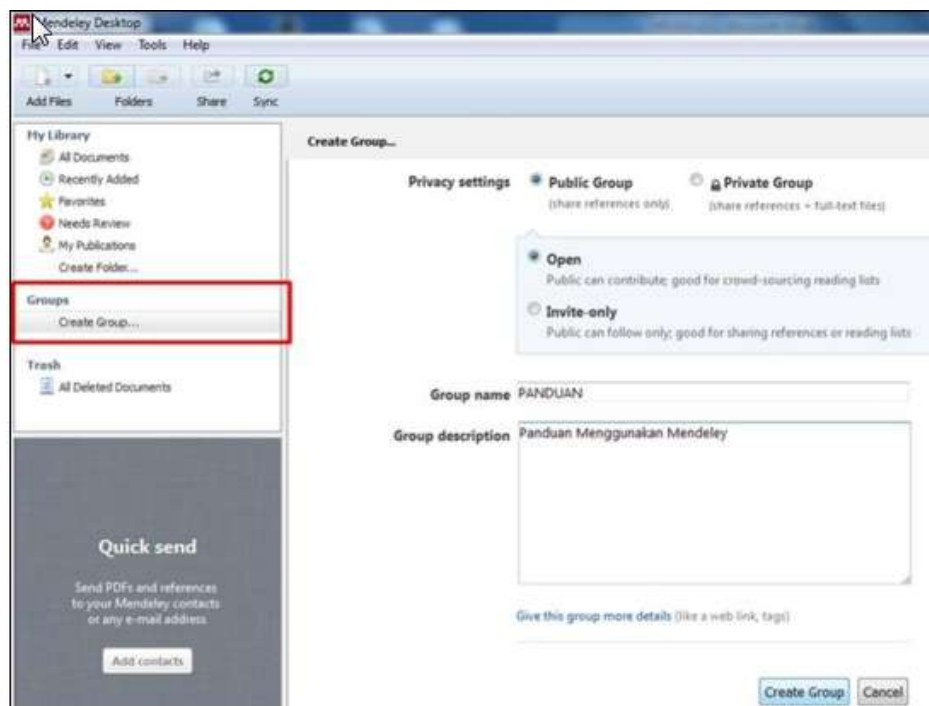 Mendeley Desktop
File Edit View Tools Help
Add Files Folders Share Sync
My Library
All Documents
Recently Added
Favorites
Needs Review
My Publications
Create Folder...
Groups
Create Group...
Trash
All Deleted Documents
Quick send
Send PDFs and references
to your Mendeley contacts
or any e-mail address
Add contacts
Create Group...
Privacy settings Public Group Private Group
(share references only) (share references + full-text files)
Open
Public can contribute; good for crowd-sourcing reading lists
Invite-only
Public can follow only; good for sharing references or reading lists
Group name PANDUAN
Group description Panduan Menggunakan Mendeley
Give this group more details (like a web link, tags)
Create Group Cancel